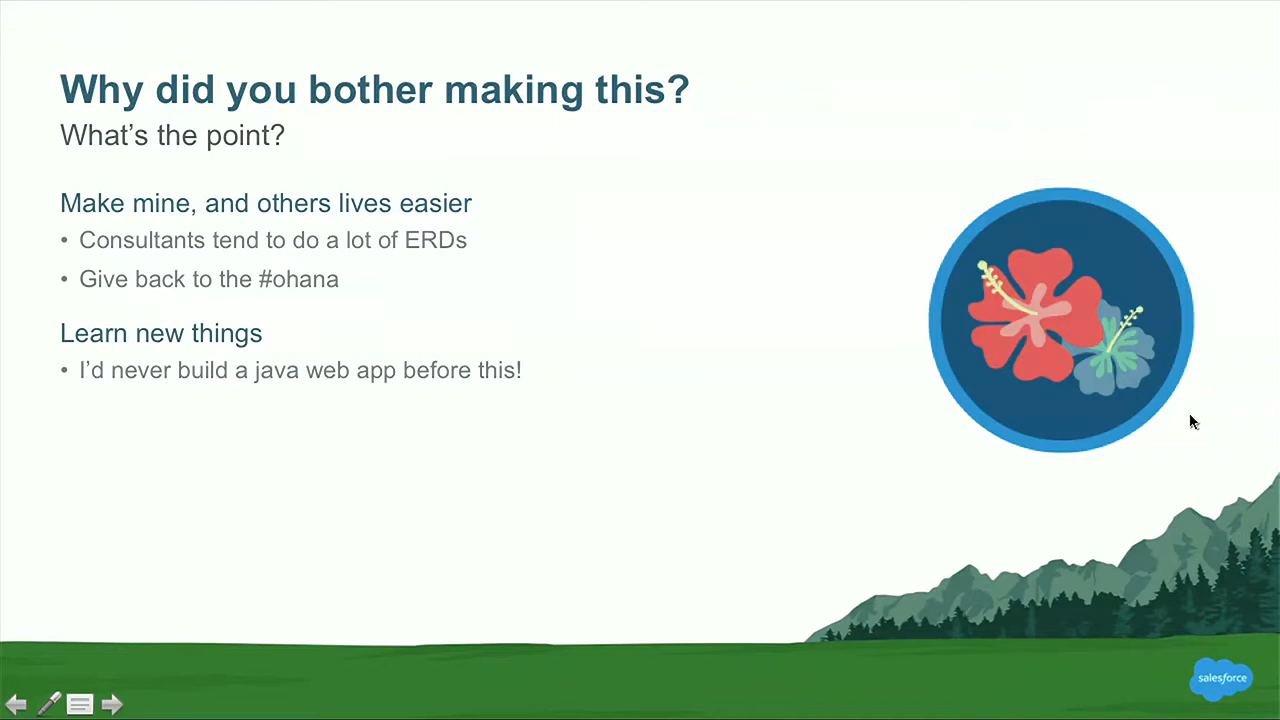 Why did you bother making this?
What’s the point?
Make mine, and others lives easier
• Consultants tend to do a lot of ERDs
• Give back to the #ohana
Learn new things
• I’d never build a java web app before this!
salesforce